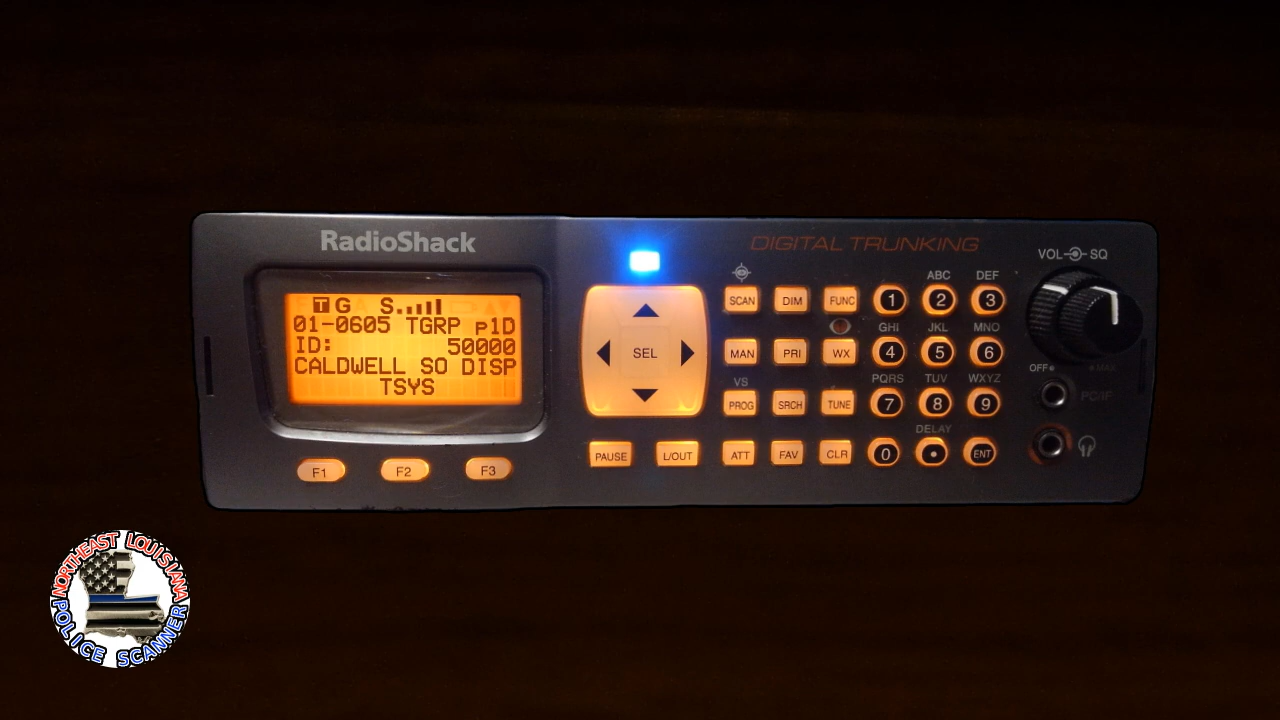 RadioShack
DIGITAL TRUNKING
VOL SQ
T G S
01-0605 TGRP p1D
ID: 50000
CALDWELL SO DISP
TSYS
F1 F2 F3
SEL
PAUSE L/OUT
ABC DEF
SCAN DIM FUNC 1 2 3
GHI JKL MNO
MAN PRI WX 4 5 6
VS PQRS TUV WXYZ
PROG SRCH TUNE 7 8 9
DELAY
ATT FAV CLR 0 ENT
OFF MAX
PC/IF
NORTHEAST LOUISIANA
POLICE SCANNER